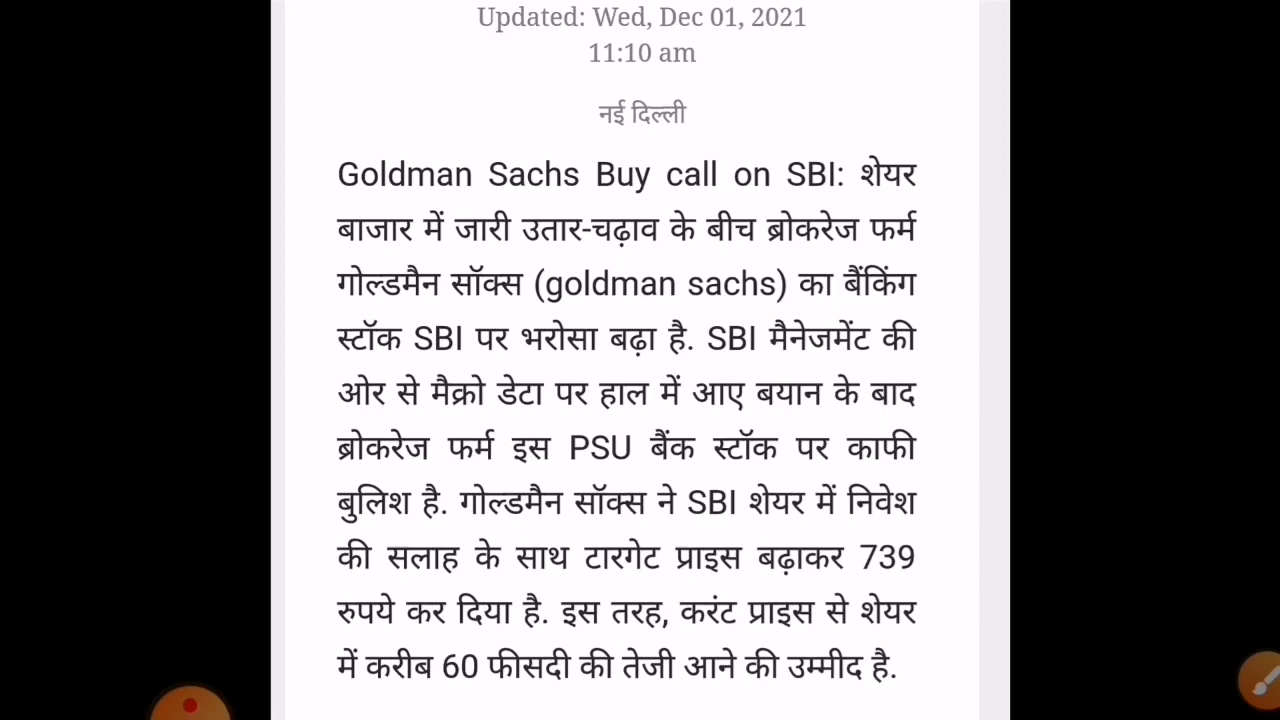 Updated: Wed, Dec 01, 2021
11:10 am
नई दिल्ली
Goldman Sachs Buy call on SBI: शेयर
बाजार में जारी उतार-चढ़ाव के बीच ब्रोकरेज फर्म
गोल्डमैन सॉक्स (goldman sachs) का बैंकिंग
स्टॉक SBI पर भरोसा बढ़ा है. SBI मैनेजमेंट की
ओर से मैक्रो डेटा पर हाल में आए बयान के बाद
ब्रोकरेज फर्म इस PSU बैंक स्टॉक पर काफी
बुलिश है. गोल्डमैन सॉक्स ने SBI शेयर में निवेश
की सलाह के साथ टारगेट प्राइस बढ़ाकर 739
रुपये कर दिया है. इस तरह, करंट प्राइस से शेयर
में करीब 60 फीसदी की तेजी आने की उम्मीद है.